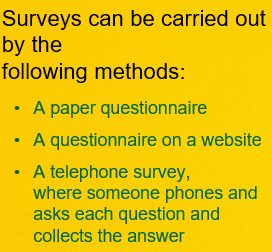 Surveys can be carried out
by the
following methods:
• A paper questionnaire
• A questionnaire on a website
• A telephone survey,
where someone phones and
asks each question and
collects the answer